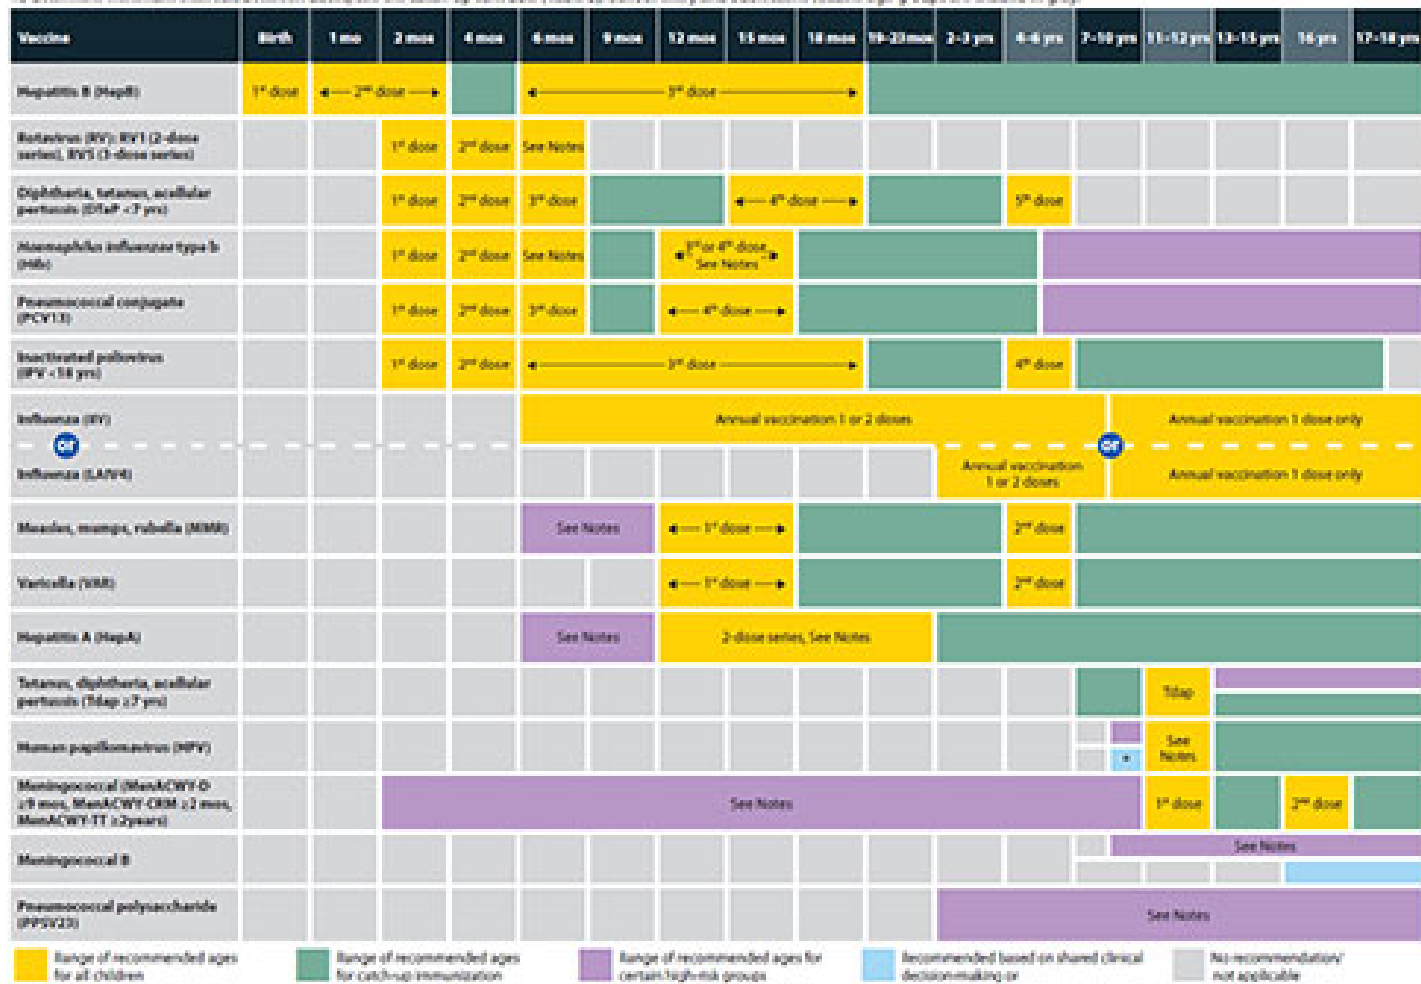 Vaccine Birth 1 mo 2 mos 4 mos 6 mos 9 mos 12 mos 15 mos 18 mos 19-23 mos 2-3 yrs 4-6 yrs 7-10 yrs 11-12 yrs 13-15 yrs 16 yrs 17-18 yrs
Hepatitis B (HepB) 1st dose 2nd dose 3rd dose
Rotavirus (RV): RV1 (2-dose
series), RV5 (3-dose series) 1st dose 2nd dose See Notes
Diphtheria, tetanus, acellular
pertussis (DTaP <7 yrs) 1st dose 2nd dose 3rd dose 4th dose 5th dose
Haemophilus influenzae type b
(Hib) 1st dose 2nd dose See Notes 3rd or 4th dose,
See Notes
Pneumococcal conjugate
(PCV13) 1st dose 2nd dose 3rd dose 4th dose
Inactivated poliovirus
(IPV <18 yrs) 1st dose 2nd dose 3rd dose 4th dose
Influenza (IIV) Annual vaccination 1 or 2 doses Annual vaccination 1 dose only
or or
Influenza (LAIV4) Annual vaccination
1 or 2 doses Annual vaccination 1 dose only
Measles, mumps, rubella (MMR) See Notes 1st dose 2nd dose
Varicella (VAR) 1st dose 2nd dose
Hepatitis A (HepA) See Notes 2-dose series, See Notes
Tetanus, diphtheria, acellular
pertussis (Tdap ≥7 yrs) Tdap
Human papillomavirus (HPV) * See
Notes
Meningococcal (MenACWY-D
≥9 mos, MenACWY-CRM ≥2 mos,
MenACWY-TT ≥2years) See Notes 1st dose 2nd dose
Meningococcal B See Notes
Pneumococcal polysaccharide
(PPSV23) See Notes
Range of recommended ages
for all children
Range of recommended ages
for catch-up immunization
Range of recommended ages for
certain high-risk groups
Recommended based on shared clinical
decision-making or
No recommendation/
not applicable